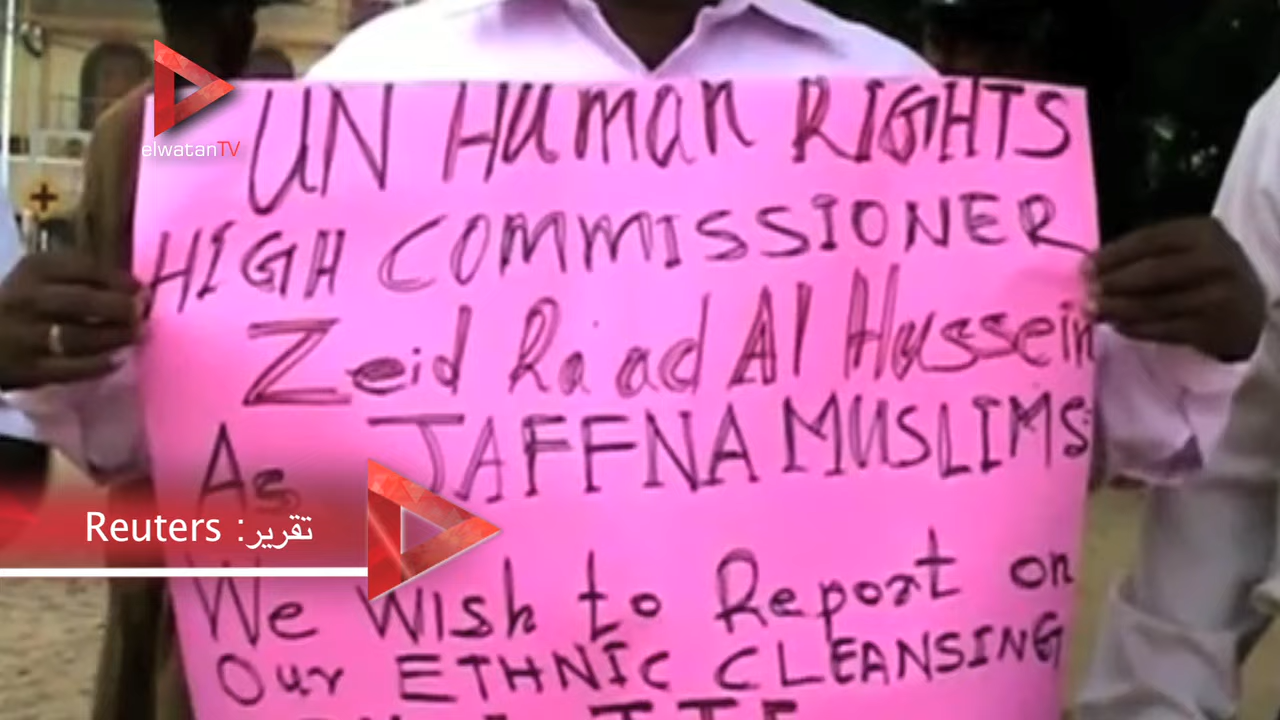 elwatanTV
UN Human RIGHTS
HIGH COMMISSIONER
Zeid Ra ad Al Hussein
As JAFFNA MUSLIMS
We Wish to Report on
Our ETHNIC CLEANSING
تقرير: Reuters